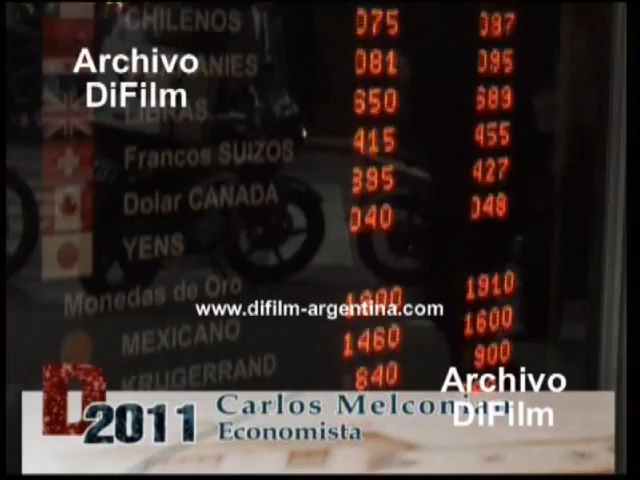 CHILENOS 075
Archivo
DiFilm
081 095
LIBRAS 650 689
Francos SUIZOS 415 455
Dolar CANADA 395 427
YENS 040 048
Monedas de Oro
www.difilm-argentina.com
MEXICANO 1910
KRUGERRAND 1460 1600
840 900
D2011
Carlos Melconian
Economista
Archivo
DiFilm